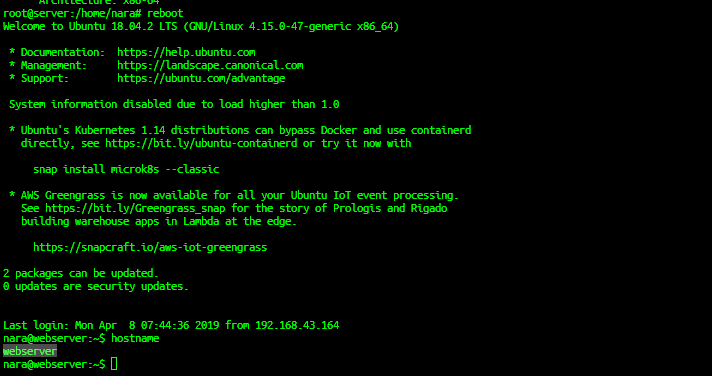 Architecture: x86-64
root@server:/home/nara# reboot
Welcome to Ubuntu 18.04.2 LTS (GNU/Linux 4.15.0-47-generic x86_64)

 * Documentation:  https://help.ubuntu.com
 * Management:     https://landscape.canonical.com
 * Support:        https://ubuntu.com/advantage

 System information disabled due to load higher than 1.0

 * Ubuntu's Kubernetes 1.14 distributions can bypass Docker and use containerd
   directly, see https://bit.ly/ubuntu-containerd or try it now with

     snap install microk8s --classic

 * AWS Greengrass is now available for all your Ubuntu IoT event processing.
   See https://bit.ly/Greengrass_snap for the story of Prologis and Rigado
   building warehouse apps in Lambda at the edge.

     https://snapcraft.io/aws-iot-greengrass

2 packages can be updated.
0 updates are security updates.


Last login: Mon Apr  8 07:44:36 2019 from 192.168.43.164
nara@webserver:~$ hostname
webserver
nara@webserver:~$